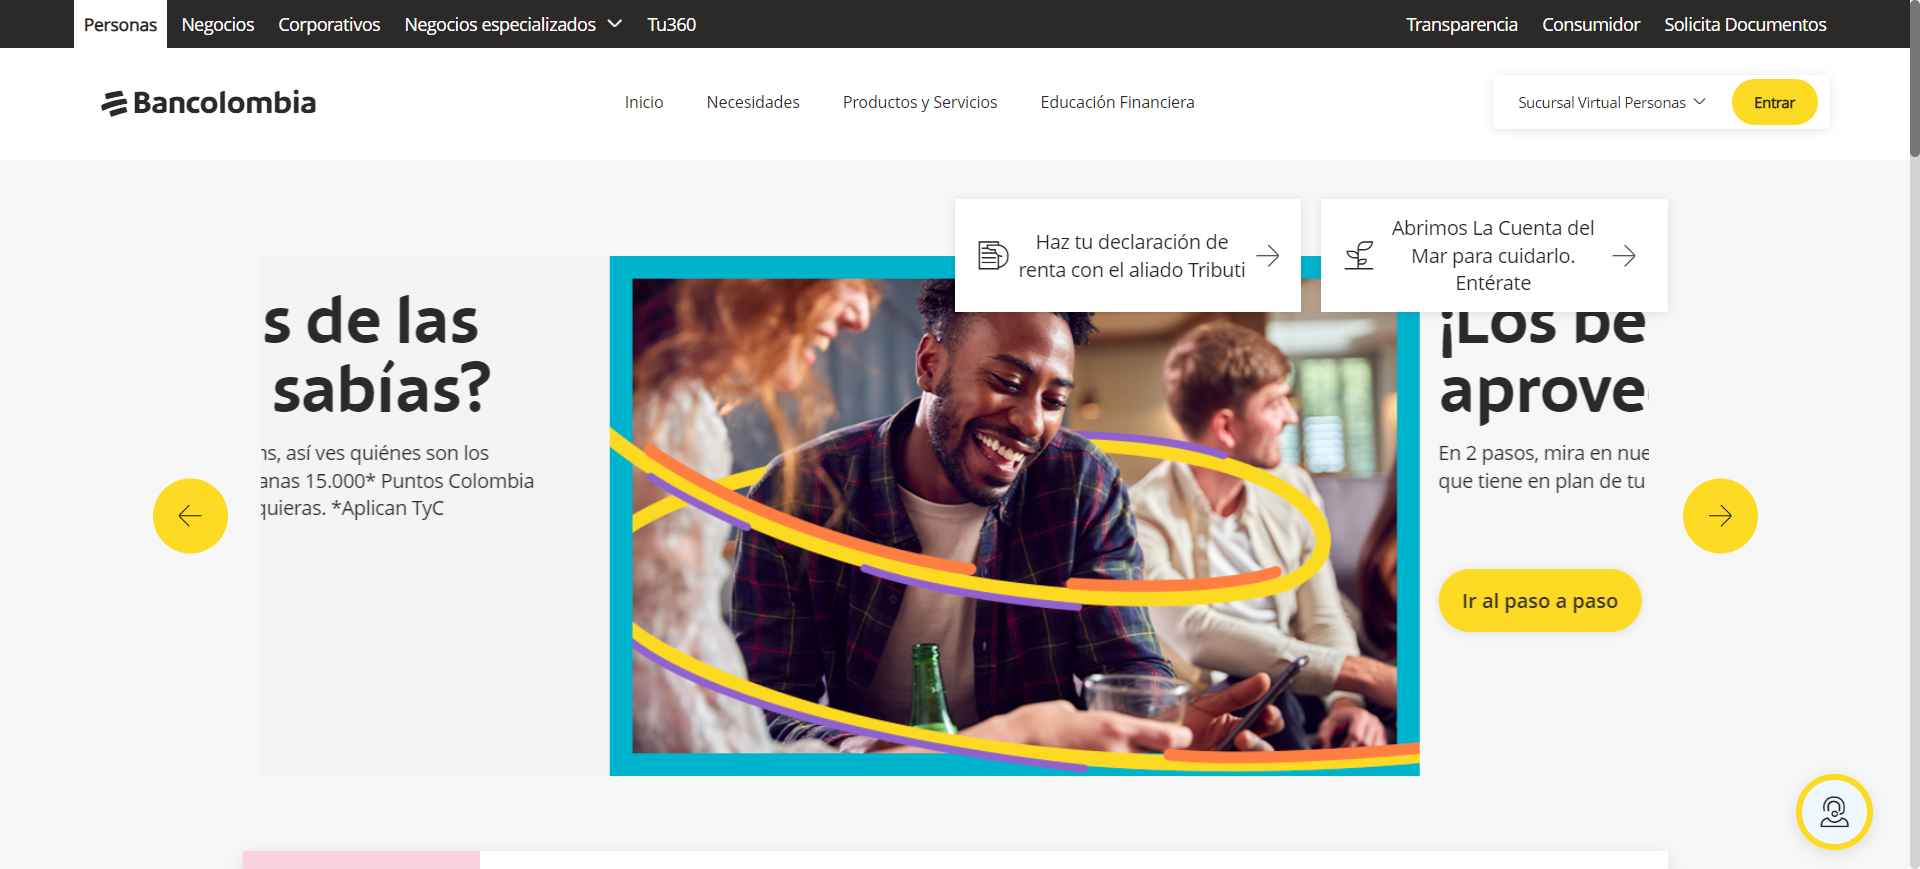 Personas Negocios Corporativos Negocios especializados Tu360 Transparencia Consumidor Solicita Documentos
Bancolombia Inicio Necesidades Productos y Servicios Educación Financiera Sucursal Virtual Personas Entrar
Haz tu declaración de
renta con el aliado Tributi
Abrimos La Cuenta del
Mar para cuidarlo.
Entérate
s de las
sabías?
ns, así ves quiénes son los
anas 15.000* Puntos Colombia
quieras. *Aplican TyC
¡Los be
aprove
En 2 pasos, mira en nue
que tiene en plan de tu
Ir al paso a paso